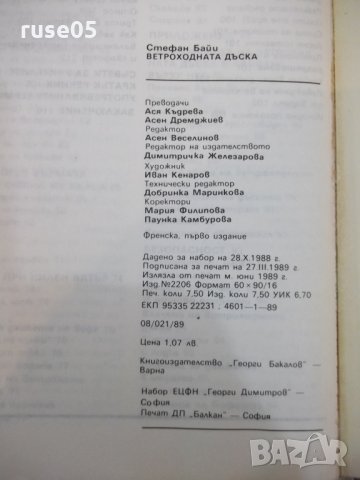 ruse05
Стефан Байи
ВЕТРОХОДНАТА ДЪСКА
Преводачи
Ася Къдрева
Асен Дремджиев
Редактор
Асен Веселинов
Редактор на издателството
Димитричка Железарова
Художник
Иван Кенаров
Технически редактор
Добринка Маринкова
Коректори
Мария Филипова
Паунка Камбурова
Френска, първо издание
Дадено за набор на 28.X.1988 г.
Подписана за печат на 27.III.1989 г.
Излязла от печат м. юни 1989 г.
Изд. №2206 Формат 60×90/16
Печ. коли 7.50 Изд. коли 7.50 УИК 6.70
ЕКП 95335 22231 : 4601—1—89
08/021/89
Цена 1,07 лв.
Книгоиздателство „Георги Бакалов" —
Варна
Набор ЕЦФН „Георги Димитров" —
София
Печат ДП „Балкан" — София
BAZAR